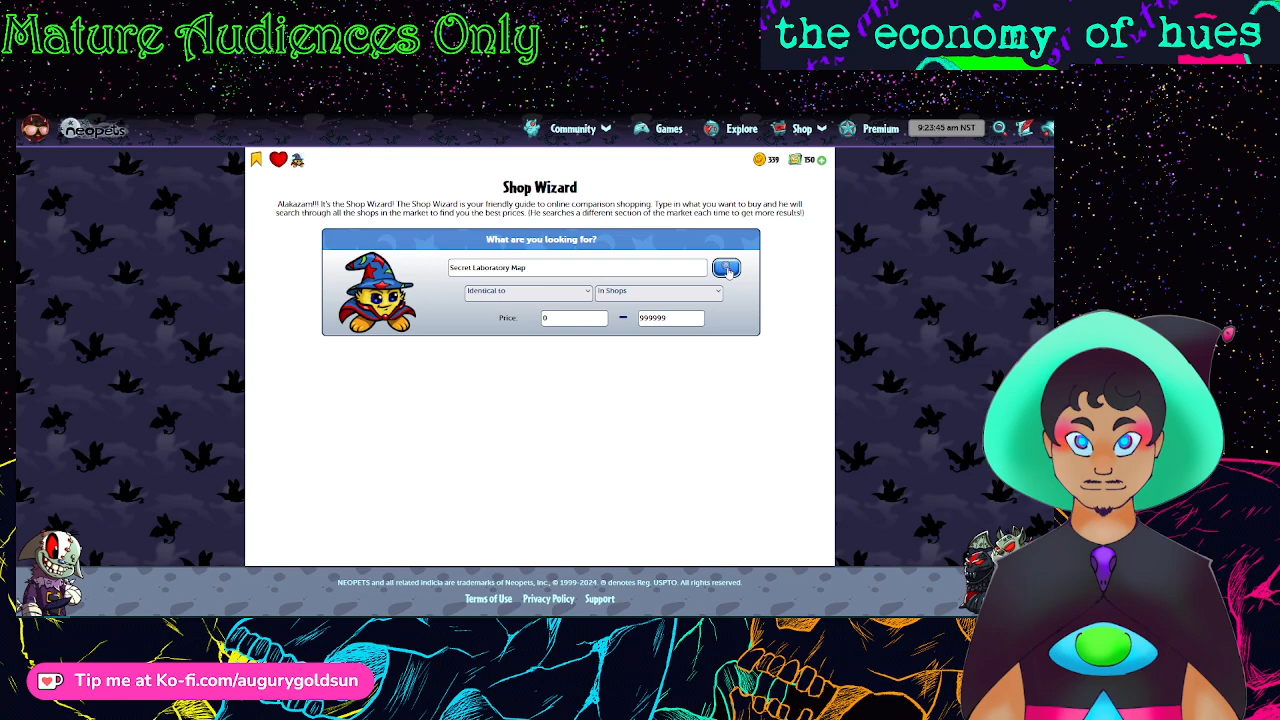 Mature Audiences Only
the economy of hues
neopets
Community
Games
Explore
Shop
Premium
9:23:45 am NST
339
150
Shop Wizard
Alakazam!!! It's the Shop Wizard! The Shop Wizard is your friendly guide to online comparison shopping. Type in what you want to buy and he will
search through all the shops in the market to find you the best prices. (He searches a different section of the market each time to get more results!)
What are you looking for?
Secret Laboratory Map
Identical to
In Shops
Price:
0
999999
NEOPETS and all related indicia are trademarks of Neopets, Inc., © 1999-2024. ® denotes Reg. USPTO. All rights reserved.
Terms of Use
Privacy Policy
Support
Tip me at Ko-fi.com/augurygoldsun